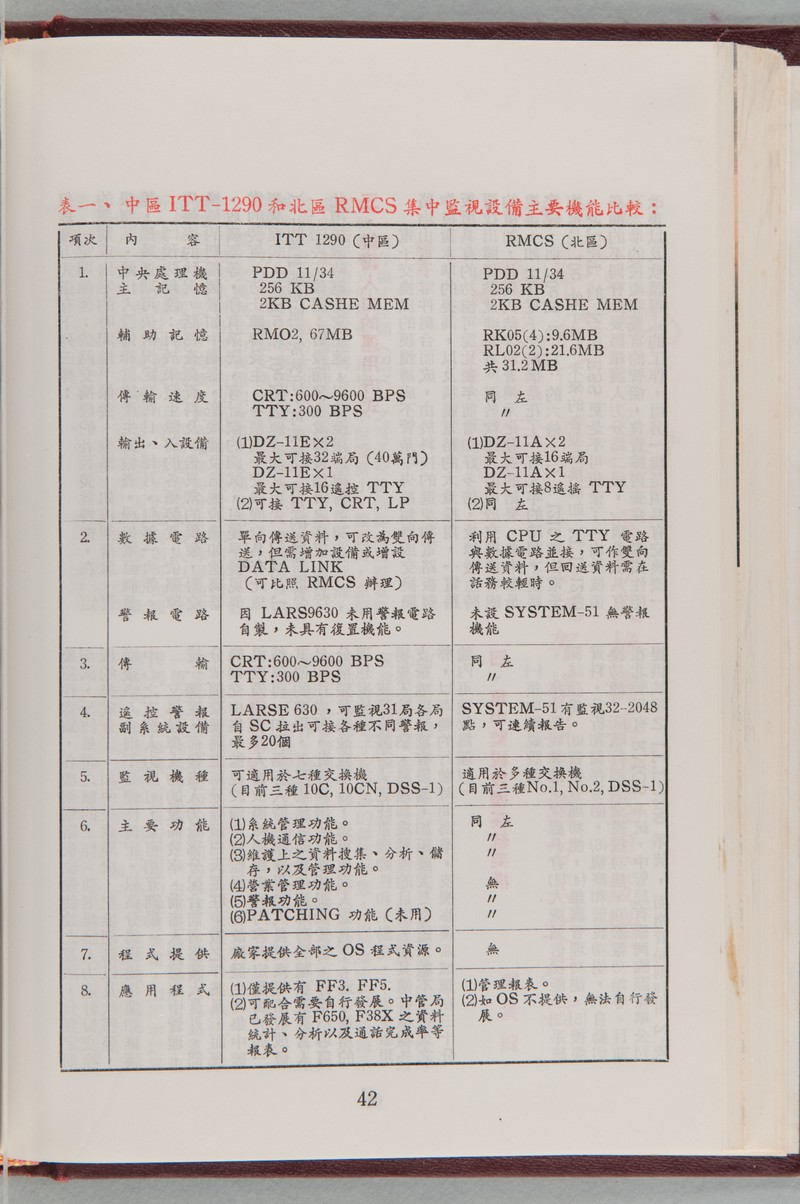 表一、中區 ITT-1290 和北區 RMCS 集中監視設備主要機能比較：
項次 內容 ITT 1290 (中區) RMCS (北區)
1. 中央處理機 PDD 11/34 PDD 11/34
主記憶 256 KB 256 KB
2KB CASHE MEM 2KB CASHE MEM
輔助記憶 RMO2, 67MB RK05(4):9.6MB
RL02(2):21.6MB
共 31.2MB
傳輸速度 CRT:600～9600 BPS 同左
TTY:300 BPS 〃
輸出、入設備 (1)DZ-11E×2 (1)DZ-11A×2
最大可接32端局 (40萬門) 最大可接16端局
DZ-11E×1 DZ-11A×1
最大可接16遙控 TTY 最大可接8遙搖 TTY
(2)可接 TTY, CRT, LP (2)同左
2. 數據電路 單向傳送資料，可改為雙向傳 利用 CPU 之 TTY 電路
送，但需增加設備或增設 與數據電路並接，可作雙向
DATA LINK 傳送資料，但回送資料需在
(可比照 RMCS 辦理) 話務較輕時。
警報電路 因 LARS9630 未用警報電路 未設 SYSTEM-51 無警報
自製，未具有復置機能。 機能
3. 傳輸 CRT:600～9600 BPS 同左
TTY:300 BPS 〃
4. 遙控警報 LARSE 630 ，可監視31局各局 SYSTEM-51 有監視32-2048
副系統設備 自 SC 拉出可接各種不同警報， 點，可連續報告。
最多20個
5. 監視機種 可適用於七種交換機 適用於多種交換機
(目前三種 10C, 10CN, DSS-1) (目前三種No.1, No.2, DSS-1)
6. 主要功能 (1)系統管理功能。 同左
(2)人機通信功能。 〃
(3)維護上之資料搜集、分析、儲 〃
存，以及管理功能。
(4)營業管理功能。 無
(5)警報功能。 〃
(6)PATCHING 功能 (未用) 〃
7. 程式提供 廠家提供全部之 OS 程式資源。 無
8. 應用程式 (1)僅提供有 FF3. FF5. (1)管理報表。
(2)可配合需要自行發展。中管局 (2)如 OS 不提供，無法自行發
已發展有 F650, F38X 之資料 展。
統計、分析以及通話完成率等
報表。
42